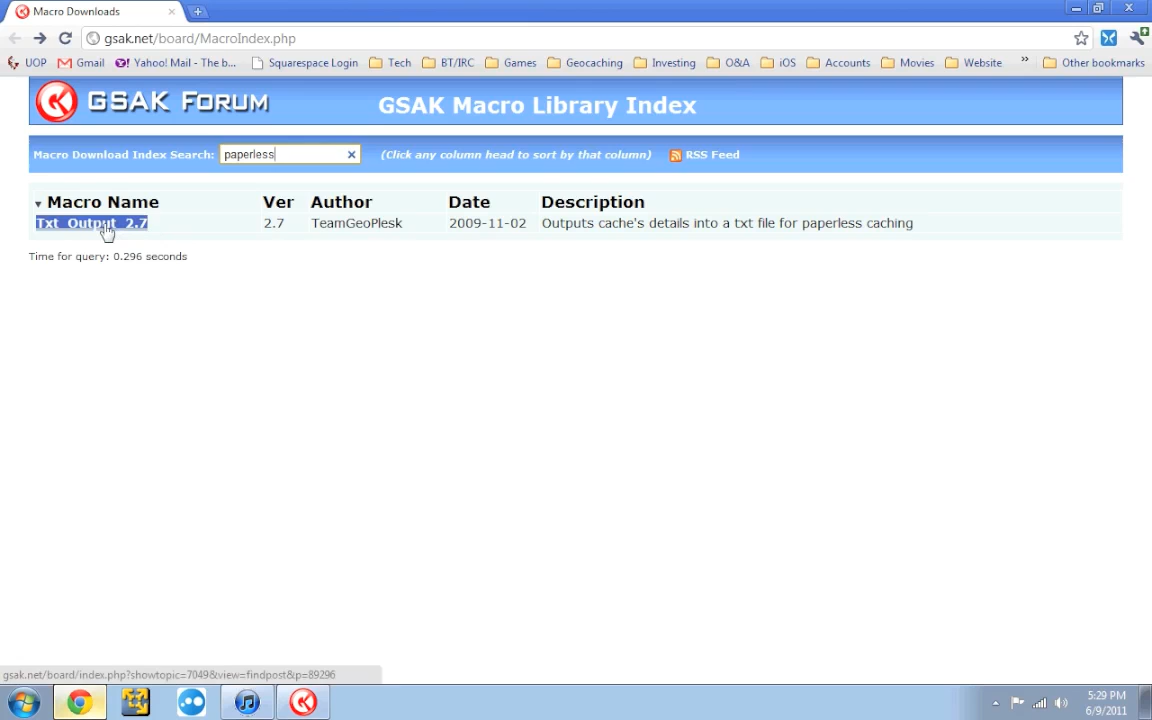 Macro Downloads
gsak.net/board/MacroIndex.php
UOP Gmail Yahoo! Mail - The b... Squarespace Login Tech BT/IRC Games Geocaching Investing O&A iOS Accounts Movies Website » Other bookmarks
GSAK FORUM GSAK Macro Library Index
Macro Download Index Search: paperless (Click any column head to sort by that column) RSS Feed
Macro Name Ver Author Date Description
Txt_Output_2.7 2.7 TeamGeoPlesk 2009-11-02 Outputs cache's details into a txt file for paperless caching
Time for query: 0.296 seconds
gsak.net/board/index.php?showtopic=7049&view=findpost&p=89296
5:29 PM
6/9/2011